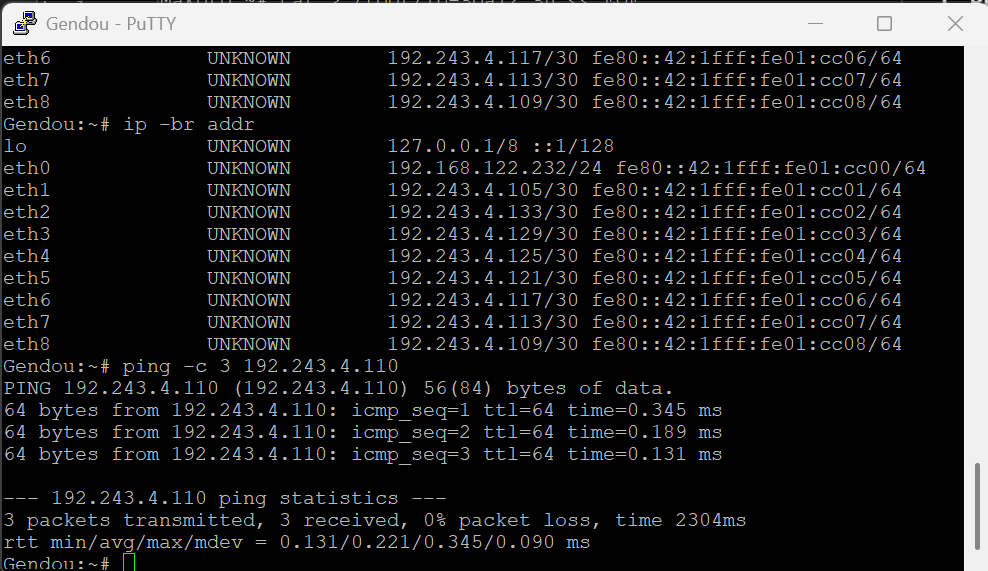 Gendou - PuTTY
eth6 UNKNOWN 192.243.4.117/30 fe80::42:1fff:fe01:cc06/64
eth7 UNKNOWN 192.243.4.113/30 fe80::42:1fff:fe01:cc07/64
eth8 UNKNOWN 192.243.4.109/30 fe80::42:1fff:fe01:cc08/64
Gendou:~# ip -br addr
lo UNKNOWN 127.0.0.1/8 ::1/128
eth0 UNKNOWN 192.168.122.232/24 fe80::42:1fff:fe01:cc00/64
eth1 UNKNOWN 192.243.4.105/30 fe80::42:1fff:fe01:cc01/64
eth2 UNKNOWN 192.243.4.133/30 fe80::42:1fff:fe01:cc02/64
eth3 UNKNOWN 192.243.4.129/30 fe80::42:1fff:fe01:cc03/64
eth4 UNKNOWN 192.243.4.125/30 fe80::42:1fff:fe01:cc04/64
eth5 UNKNOWN 192.243.4.121/30 fe80::42:1fff:fe01:cc05/64
eth6 UNKNOWN 192.243.4.117/30 fe80::42:1fff:fe01:cc06/64
eth7 UNKNOWN 192.243.4.113/30 fe80::42:1fff:fe01:cc07/64
eth8 UNKNOWN 192.243.4.109/30 fe80::42:1fff:fe01:cc08/64
Gendou:~# ping -c 3 192.243.4.110
PING 192.243.4.110 (192.243.4.110) 56(84) bytes of data.
64 bytes from 192.243.4.110: icmp_seq=1 ttl=64 time=0.345 ms
64 bytes from 192.243.4.110: icmp_seq=2 ttl=64 time=0.189 ms
64 bytes from 192.243.4.110: icmp_seq=3 ttl=64 time=0.131 ms
--- 192.243.4.110 ping statistics ---
3 packets transmitted, 3 received, 0% packet loss, time 2304ms
rtt min/avg/max/mdev = 0.131/0.221/0.345/0.090 ms
Gendou:~#